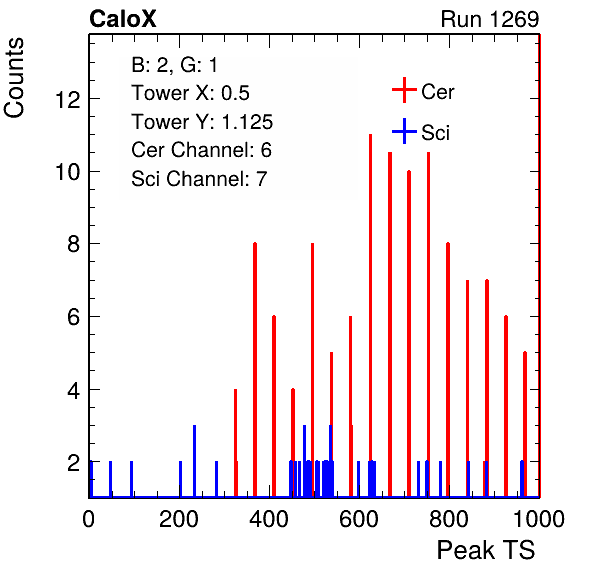 CaloX Run 1269
Counts
B: 2, G: 1
Tower X: 0.5
Tower Y: 1.125
Cer Channel: 6
Sci Channel: 7
Cer
Sci
12
10
8
6
4
2
0 200 400 600 800 1000
Peak TS